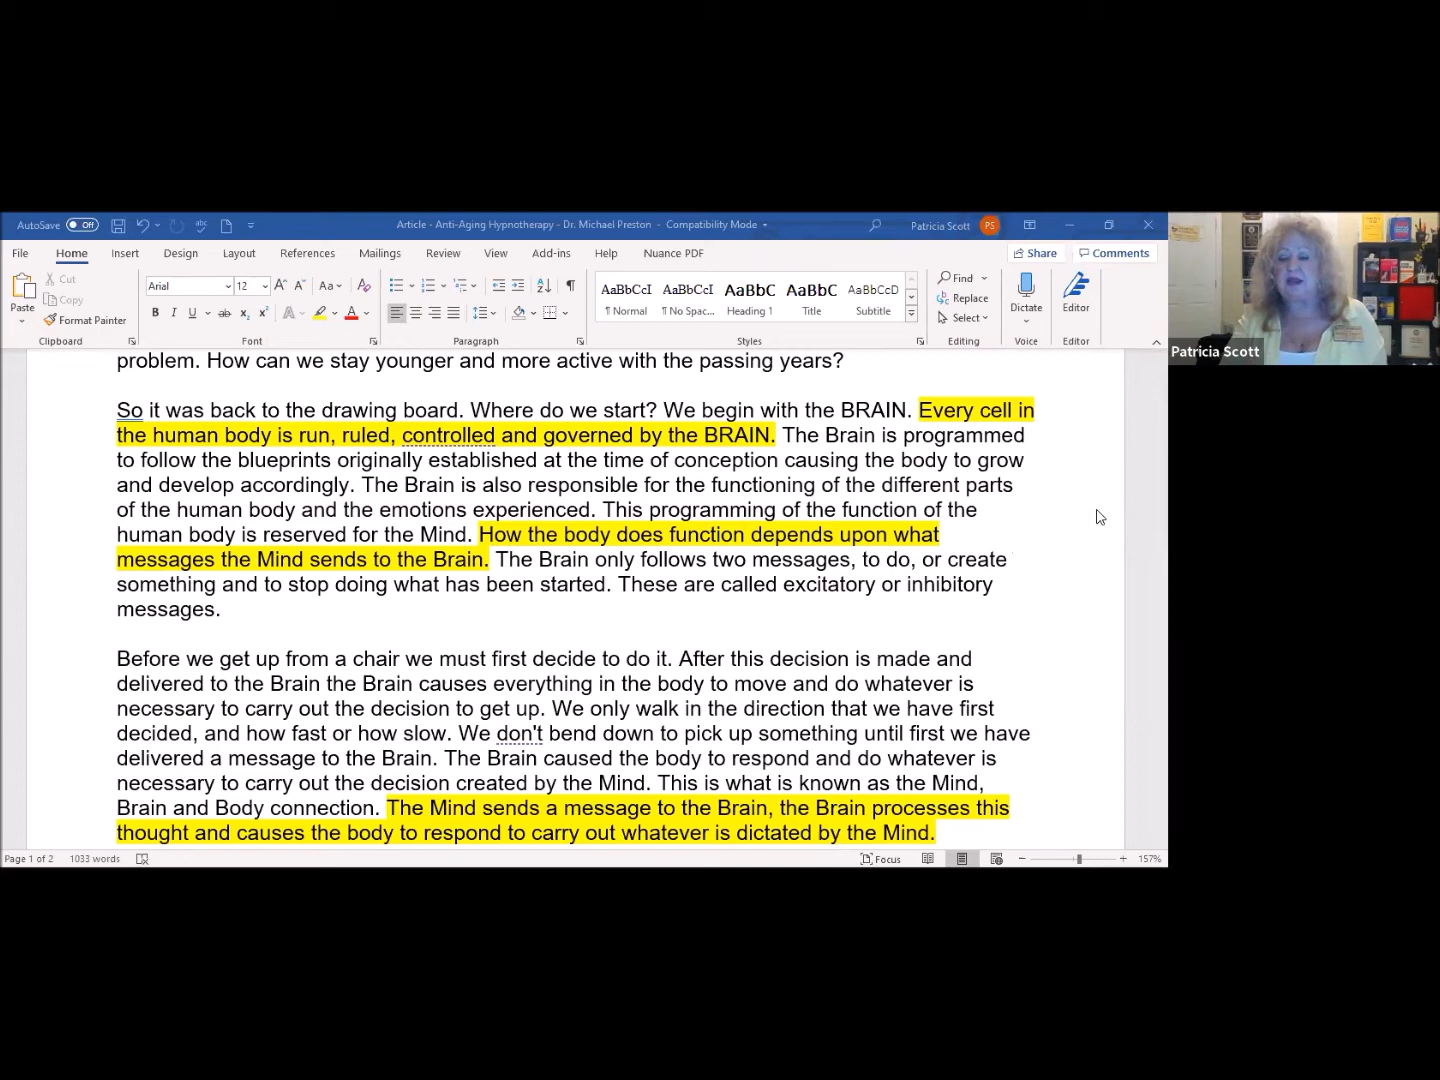 AutoSave Off Article - Anti-Aging Hypnotherapy - Dr. Michael Preston - Compatibility Mode Patricia Scott PS
File Home Insert Design Layout References Mailings Review View Add-ins Help Nuance PDF Share Comments
Paste
Cut
Copy
Format Painter
Clipboard
Arial 12
Font
Paragraph
AaBbCcI AaBbCcI AaBbC AaBbC AaBbCcD
¶ Normal ¶ No Spac... Heading 1 Title Subtitle
Styles
Find
Replace
Select
Editing
Dictate
Voice
Editor
Editor
Patricia Scott
problem. How can we stay younger and more active with the passing years?
So it was back to the drawing board. Where do we start? We begin with the BRAIN. Every cell in
the human body is run, ruled, controlled and governed by the BRAIN. The Brain is programmed
to follow the blueprints originally established at the time of conception causing the body to grow
and develop accordingly. The Brain is also responsible for the functioning of the different parts
of the human body and the emotions experienced. This programming of the function of the
human body is reserved for the Mind. How the body does function depends upon what
messages the Mind sends to the Brain. The Brain only follows two messages, to do, or create
something and to stop doing what has been started. These are called excitatory or inhibitory
messages.
Before we get up from a chair we must first decide to do it. After this decision is made and
delivered to the Brain the Brain causes everything in the body to move and do whatever is
necessary to carry out the decision to get up. We only walk in the direction that we have first
decided, and how fast or how slow. We don't bend down to pick up something until first we have
delivered a message to the Brain. The Brain caused the body to respond and do whatever is
necessary to carry out the decision created by the Mind. This is what is known as the Mind,
Brain and Body connection. The Mind sends a message to the Brain, the Brain processes this
thought and causes the body to respond to carry out whatever is dictated by the Mind.
Page 1 of 2 1033 words Focus 157%